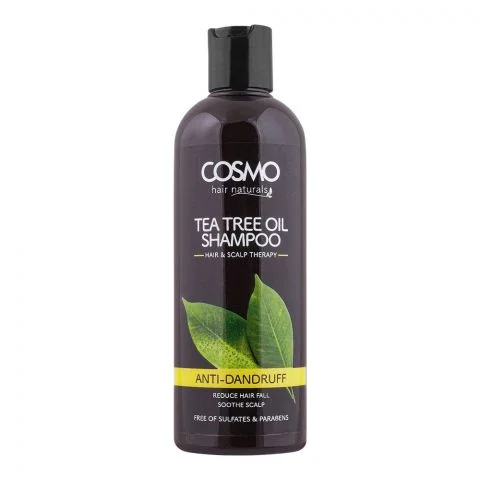 COSMO
hair naturals
TEA TREE OIL
SHAMPOO
HAIR & SCALP THERAPY
ANTI-DANDRUFF
REDUCE HAIR FALL
SOOTHE SCALP
FREE OF SULFATES & PARABENS